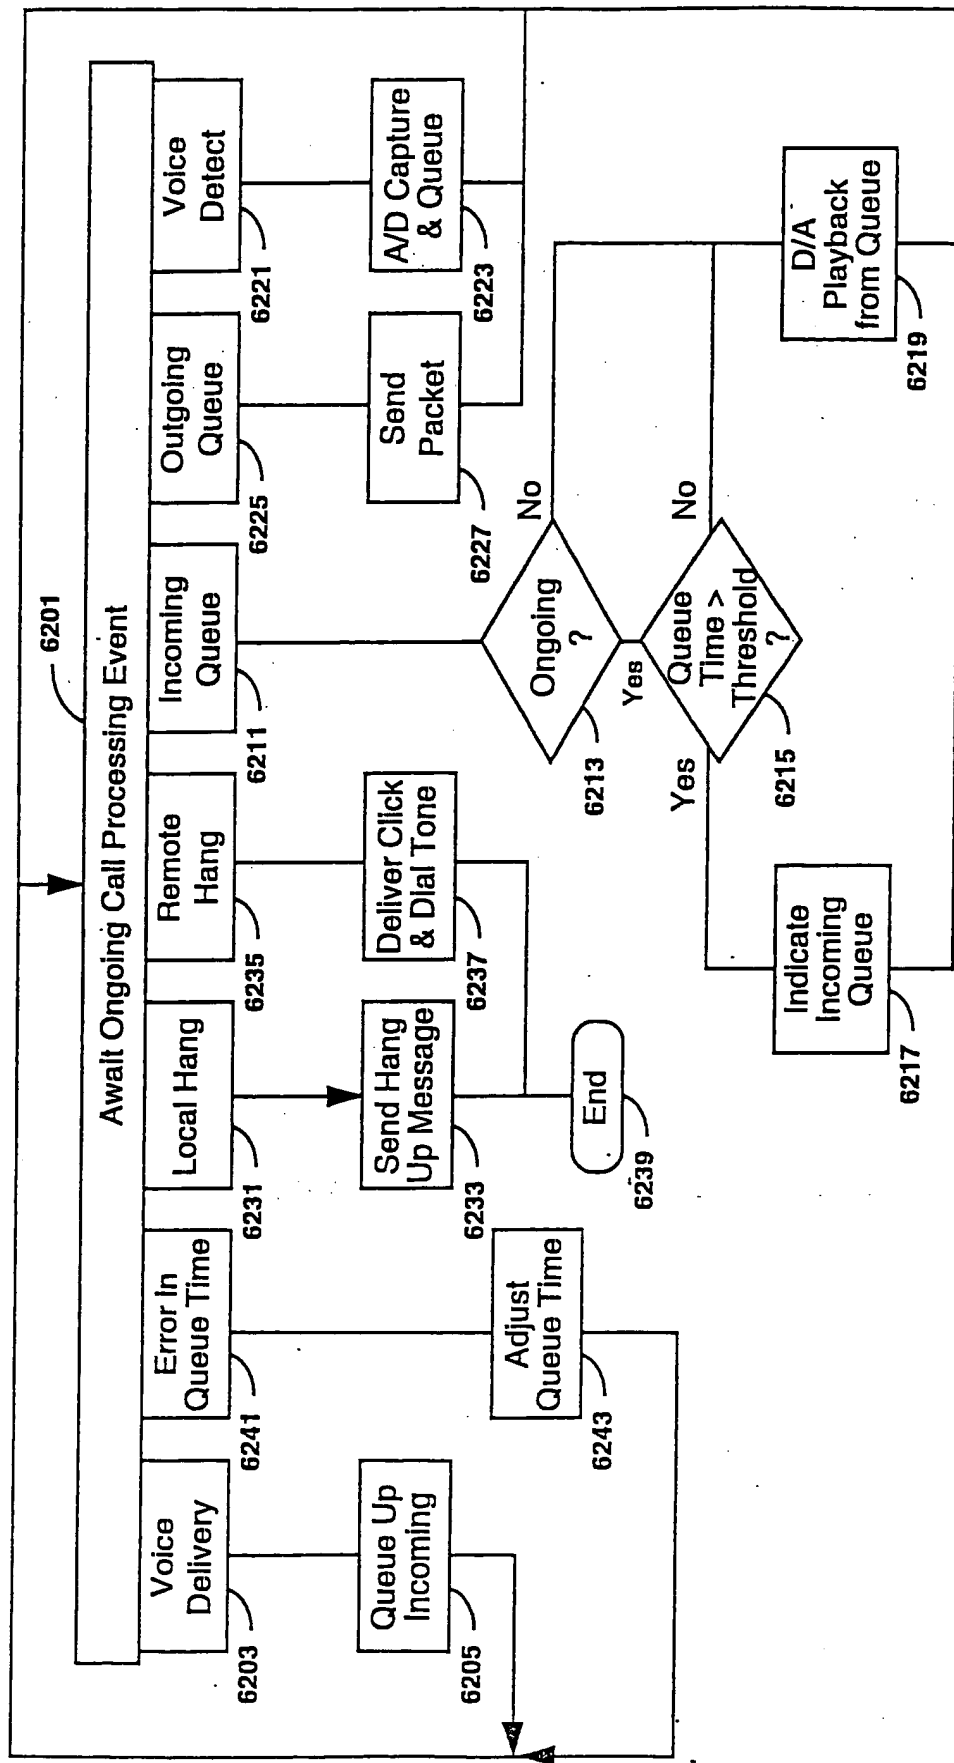 6201
Await Ongoing Call Processing Event
Voice
Delivery
6203
Error In
Queue Time
6241
Local Hang
6231
Remote
Hang
6235
Incoming
Queue
6211
Outgoing
Queue
6225
Voice
Detect
6221
Queue Up
Incoming
6205
Adjust
Queue Time
6243
Send Hang
Up Message
6233
Deliver Click
& Dial Tone
6237
Send
Packet
6227
A/D Capture
& Queue
6223
End
6239
Ongoing
?
6213
No
Yes
Queue
Time >
Threshold
?
6215
Yes
No
Indicate
Incoming
Queue
6217
D/A
Playback
from Queue
6219